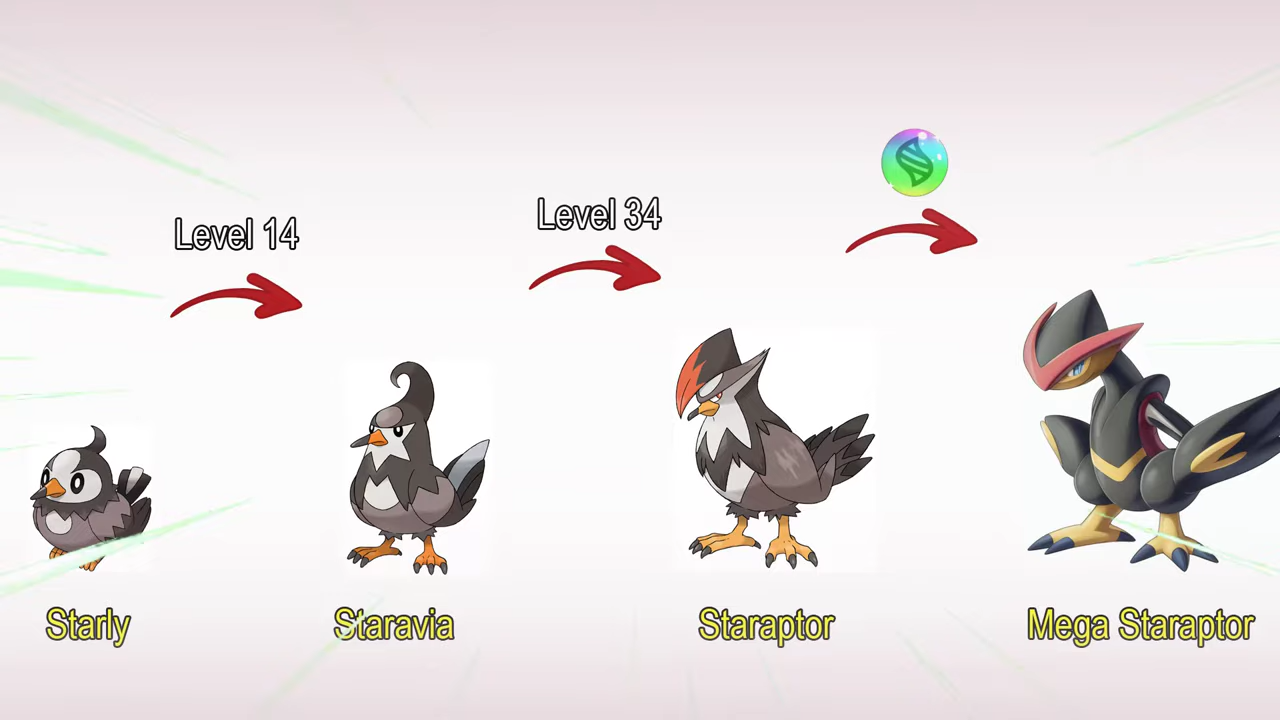 Level 14
Level 34
Starly
Staravia
Staraptor
Mega Staraptor